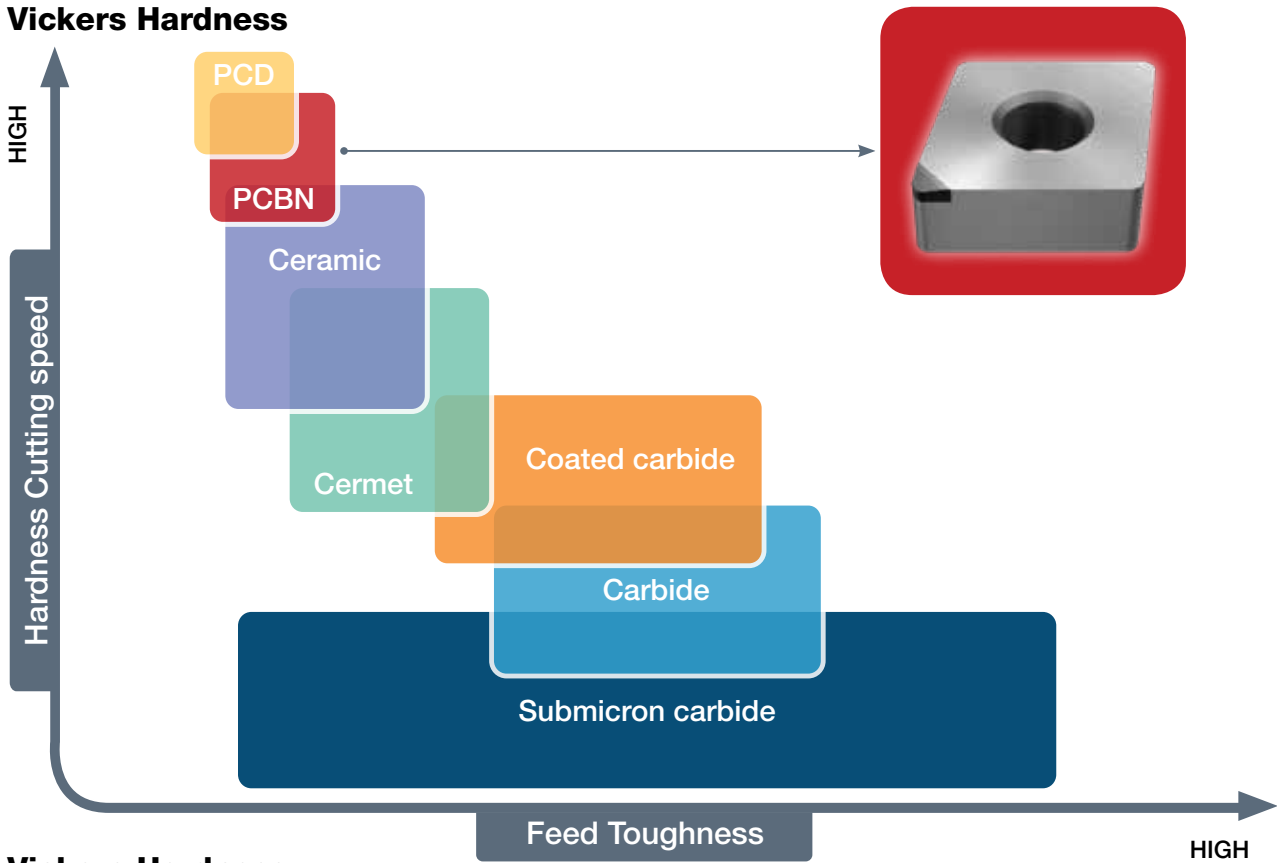 Vickers Hardness
HIGH
PCD
PCBN
Ceramic
Hardness Cutting speed
Coated carbide
Cermet
Carbide
Submicron carbide
Feed Toughness
HIGH